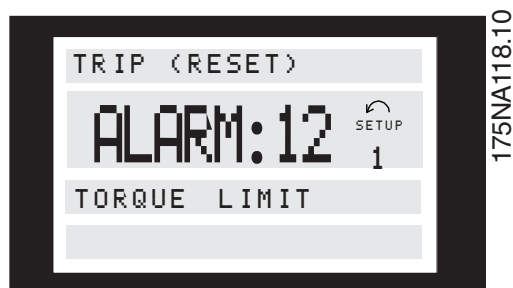 TRIP (RESET)
ALARM:12
SETUP
1
TORQUE LIMIT
175NA118.10